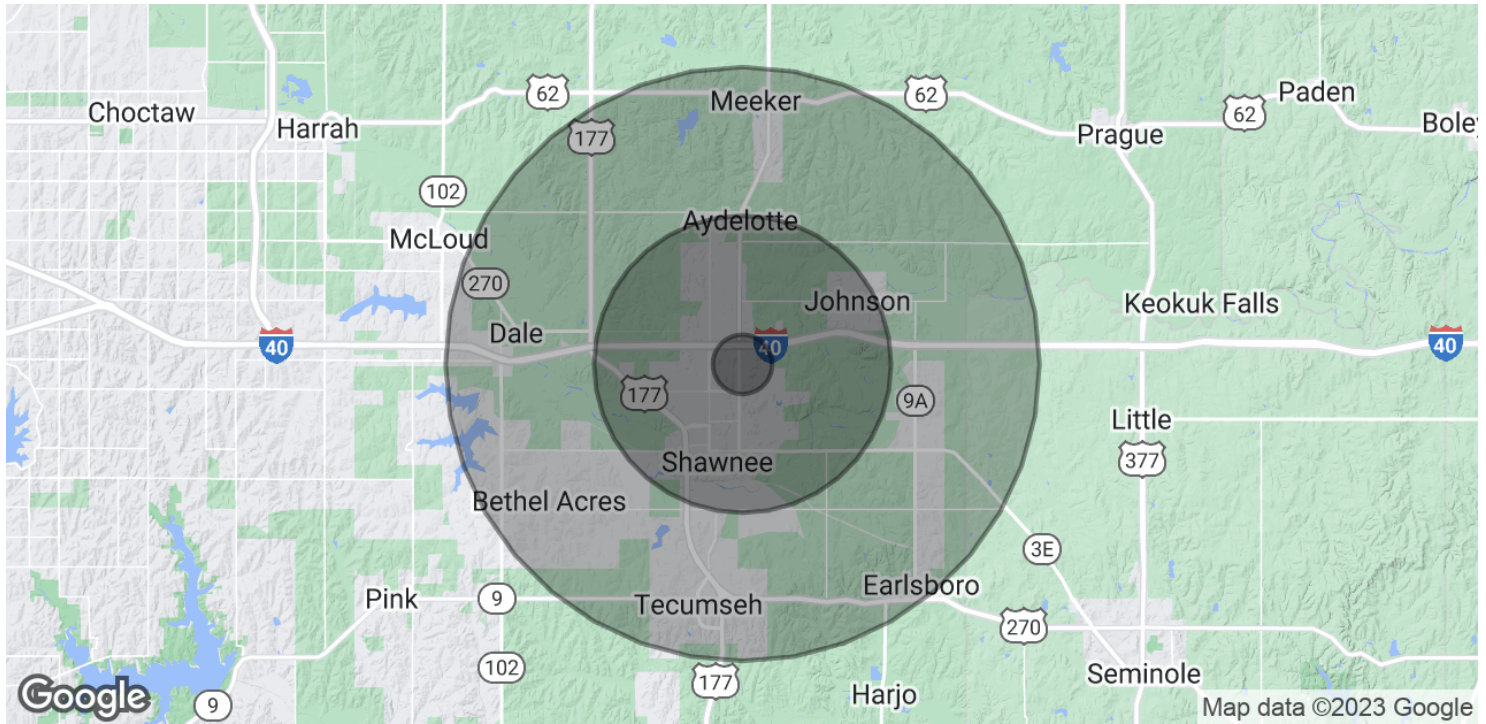 62
Meeker
62
Paden
62
Choctaw
Harrah
177
Prague
Boley
102
Aydelotte
McLoud
270
Johnson
Keokuk Falls
Dale
40
40
40
177
9A
Little
Shawnee
377
Bethel Acres
3E
Pink
9
Tecumseh
Earlsboro
270
102
177
Harjo
Seminole
Google
9
Map data ©2023 Google